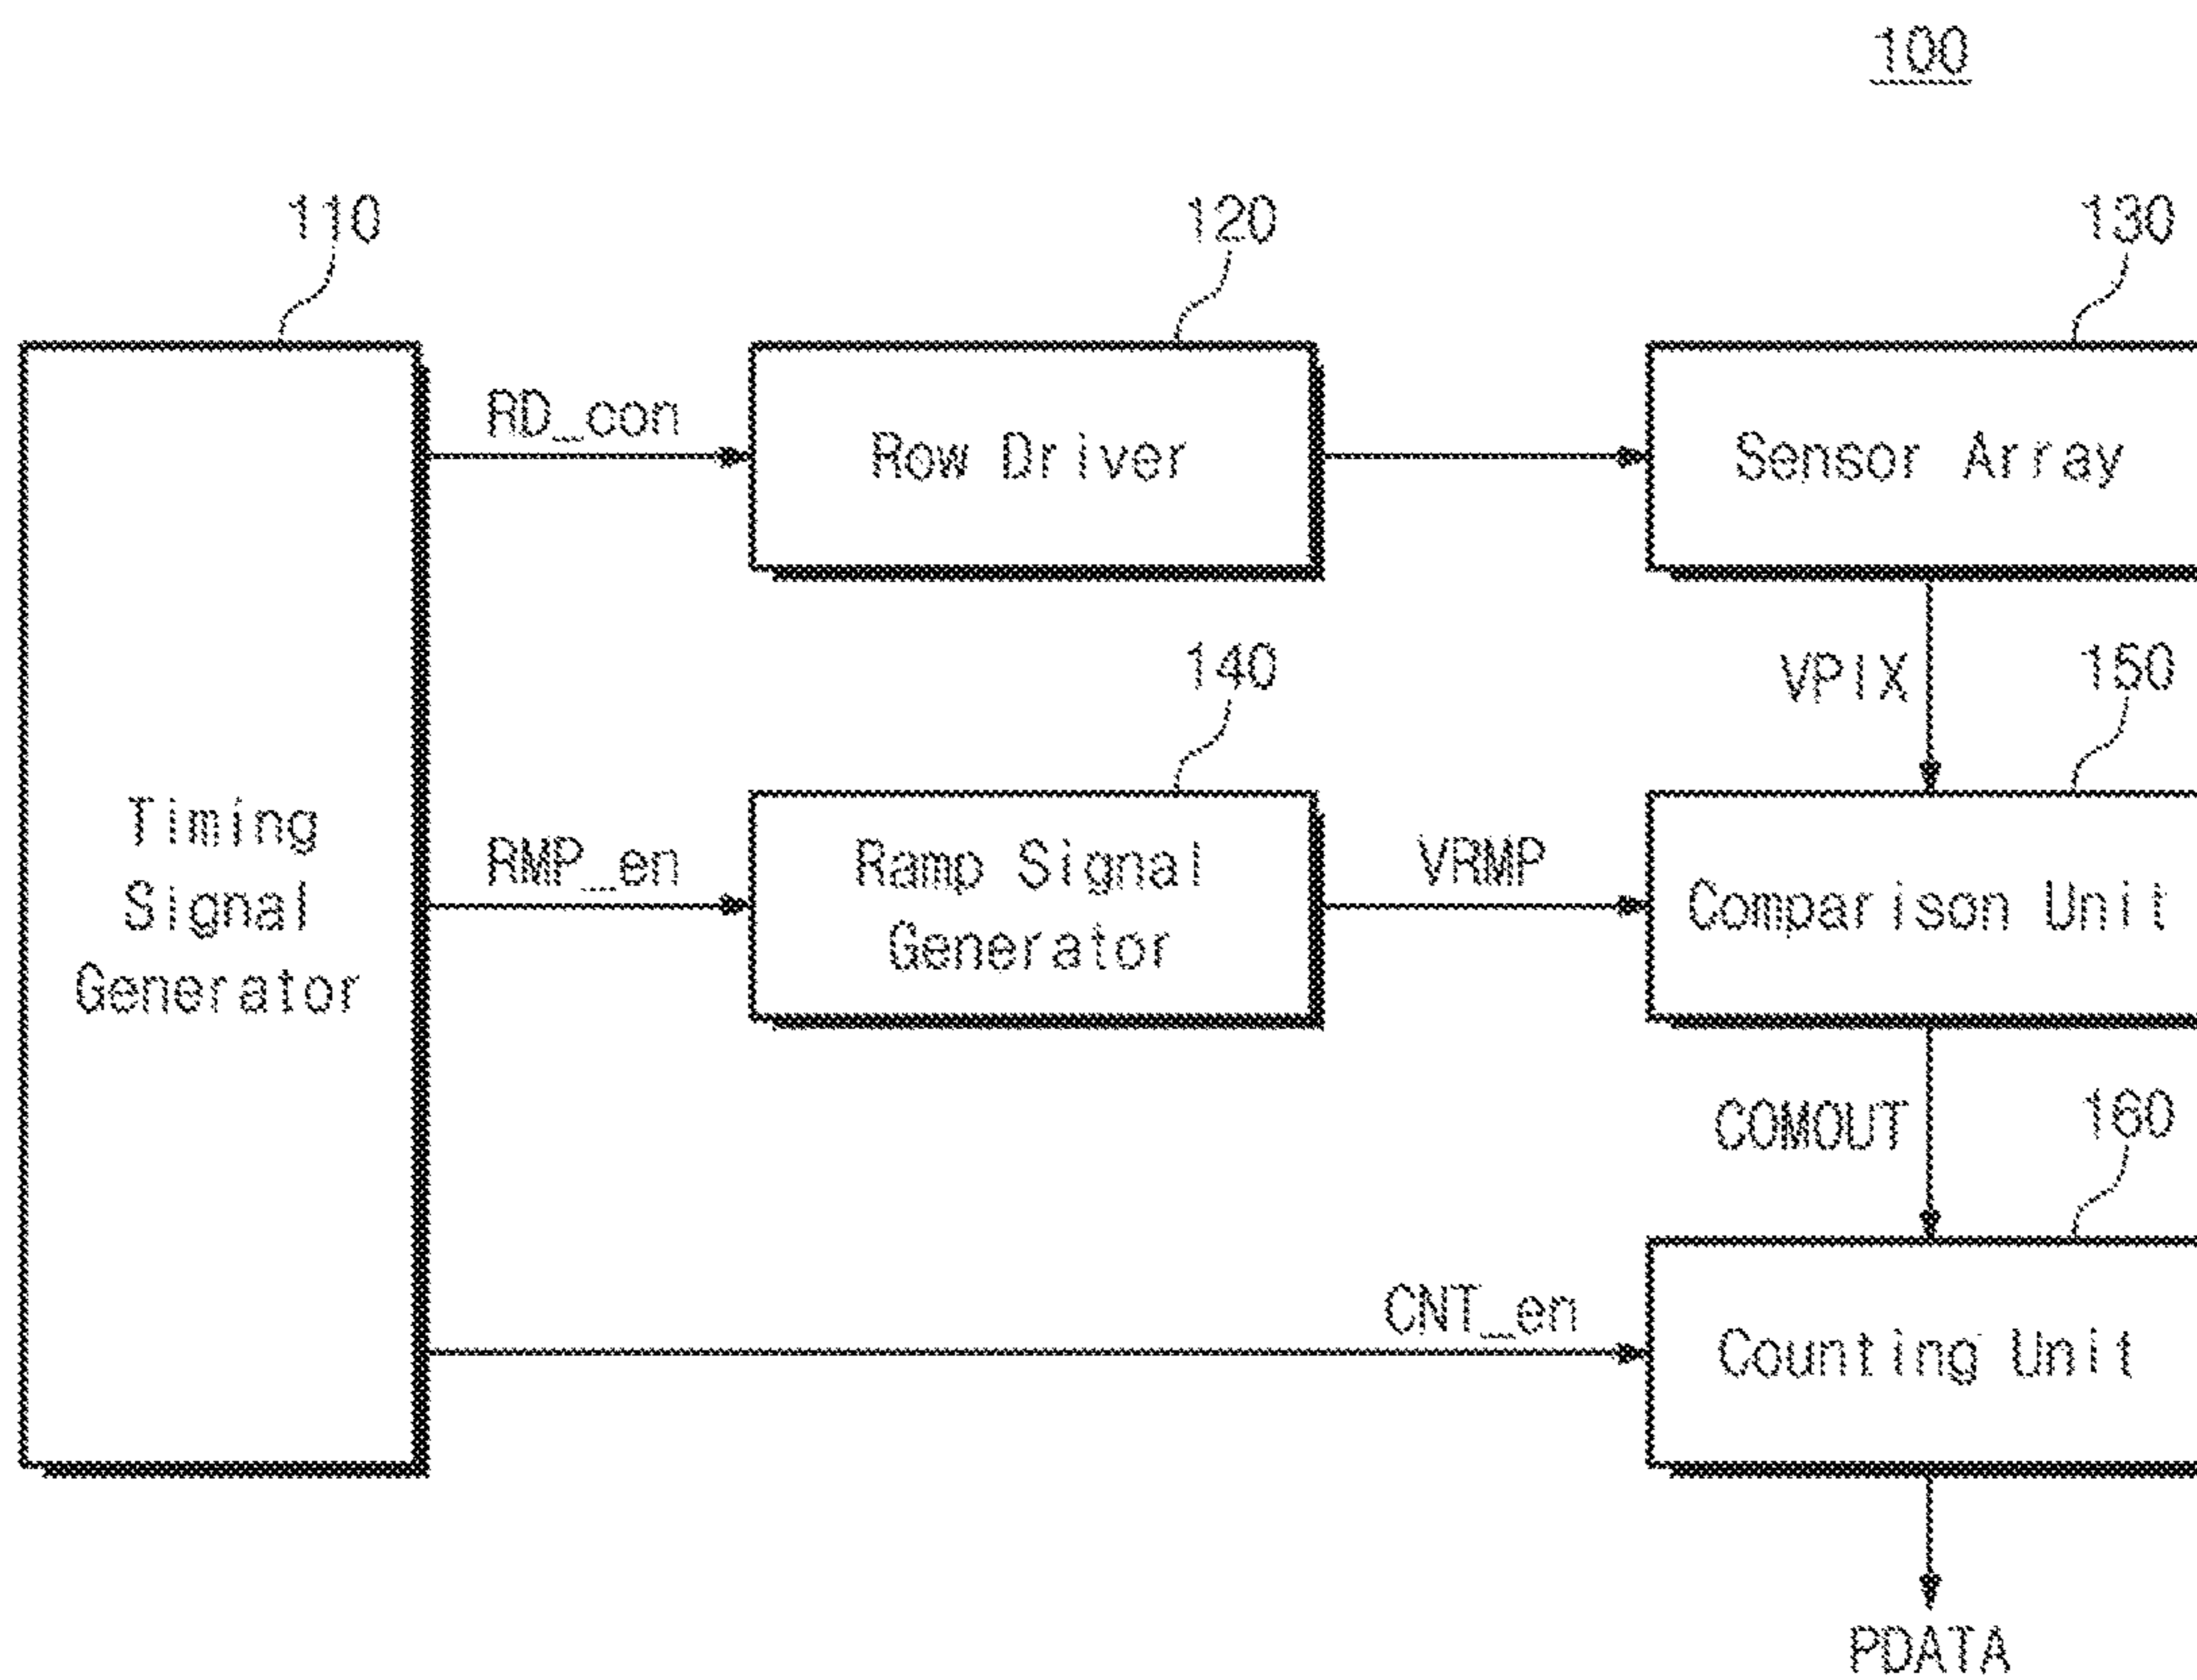 100
110
120
130
RD_con
Row Driver
Sensor Array
VPIX
140
150
Timing
Signal
Generator
RMP_en
Ramp Signal
Generator
VRMP
Comparison Unit
COMOUT
160
CNT_en
Counting Unit
PDATA